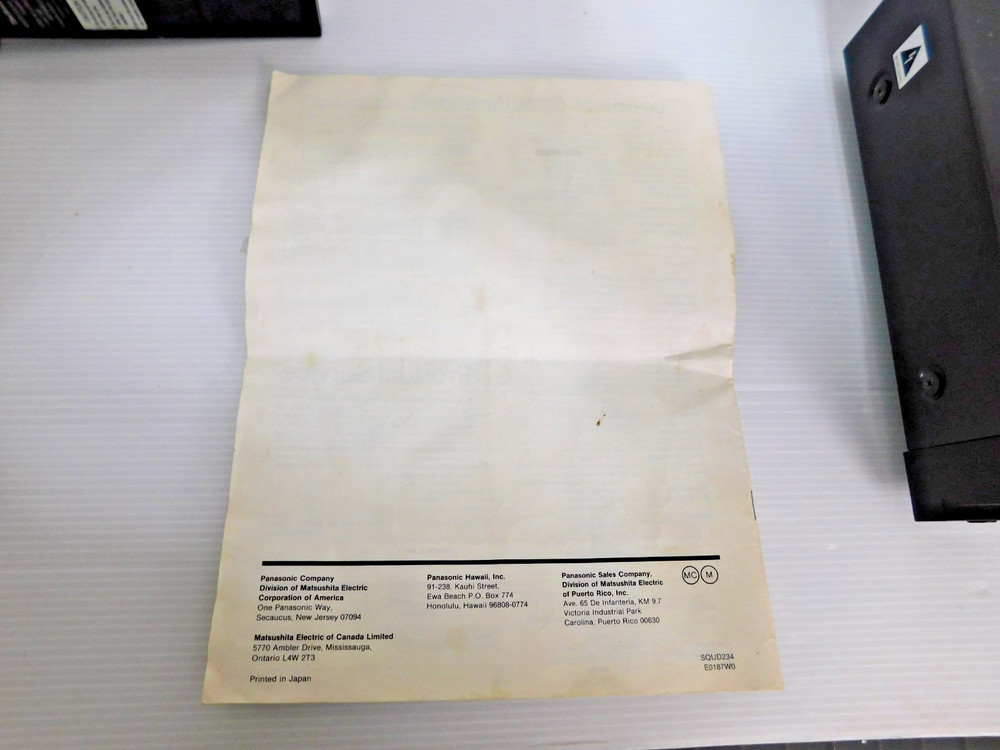 Panasonic Company
Division of Matsushita Electric
Corporation of America
One Panasonic Way,
Secaucus, New Jersey 07094
Matsushita Electric of Canada Limited
5770 Ambler Drive, Mississauga,
Ontario L4W 2T3
Printed in Japan
Panasonic Hawaii, Inc.
91-238, Kauhi Street,
Ewa Beach P.O. Box 774
Honolulu, Hawaii 96808-0774
Panasonic Sales Company,
Division of Matsushita Electric
of Puerto Rico, Inc.
Ave. 65 De Infanteria, KM 9.7
Victoria Industrial Park
Carolina, Puerto Rico 00630
MC M
SQUD234
E0187W0